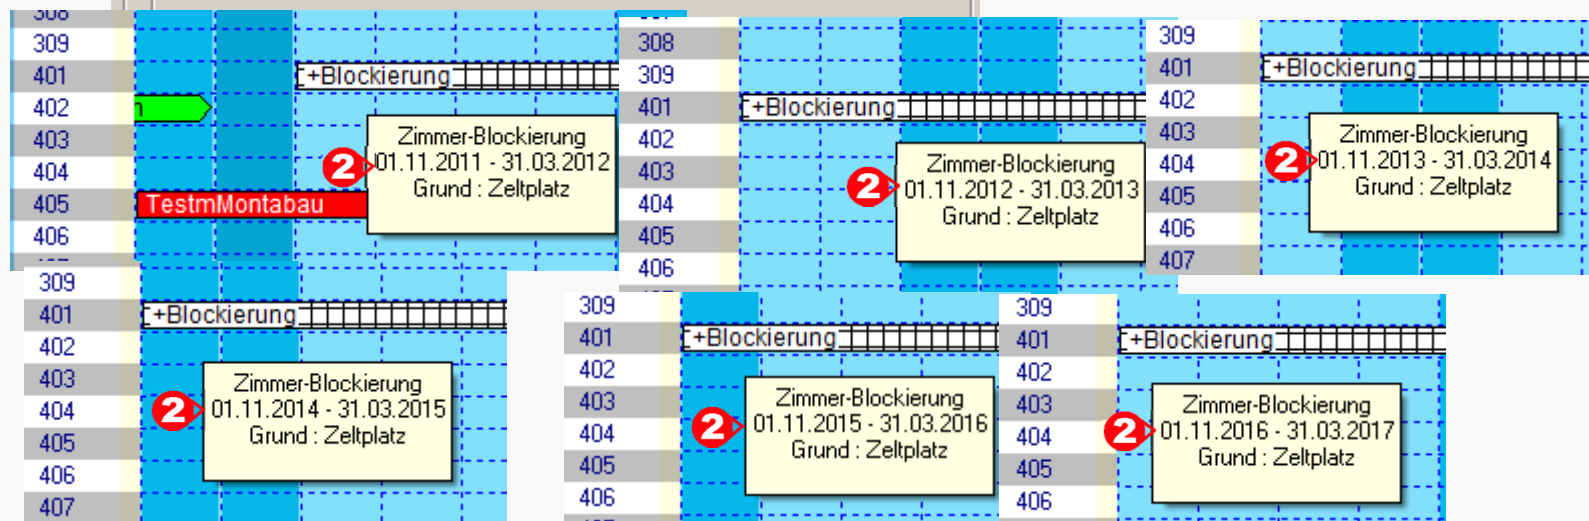 308
309
401
+Blockierung
402
403
404
405
TestmMontabau
406
Zimmer-Blockierung
2
01.11.2011 - 31.03.2012
Grund : Zeltplatz
308
309
401
+Blockierung
402
403
404
405
406
Zimmer-Blockierung
2
01.11.2012 - 31.03.2013
Grund : Zeltplatz
309
401
+Blockierung
402
403
404
405
406
407
Zimmer-Blockierung
2
01.11.2013 - 31.03.2014
Grund : Zeltplatz
309
401
+Blockierung
402
403
404
405
406
407
Zimmer-Blockierung
2
01.11.2014 - 31.03.2015
Grund : Zeltplatz
309
401
+Blockierung
402
403
404
405
406
Zimmer-Blockierung
2
01.11.2015 - 31.03.2016
Grund : Zeltplatz
309
401
+Blockierung
402
403
404
405
406
Zimmer-Blockierung
2
01.11.2016 - 31.03.2017
Grund : Zeltplatz